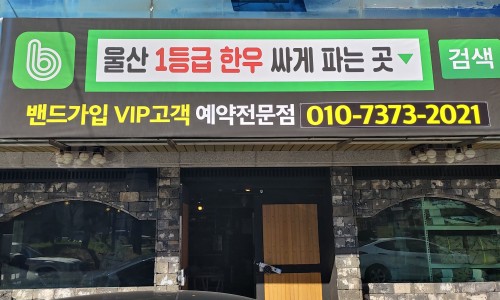 울산 1등급 한우 싸게 파는 곳 검색
밴드가입 VIP고객 예약전문점 010-7373-2021